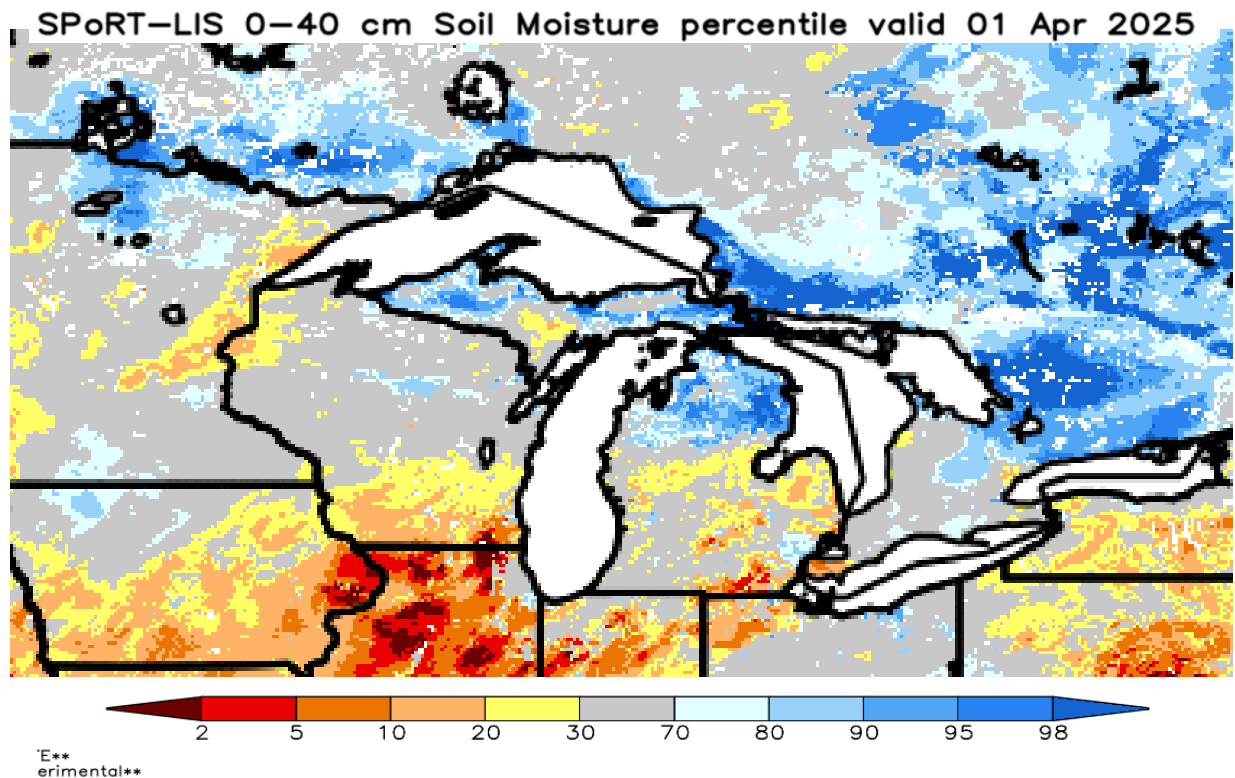 SPoRT-LIS 0-40 cm Soil Moisture percentile valid 01 Apr 2025
2 5 10 20 30 70 80 90 95 98
E**
erimental**